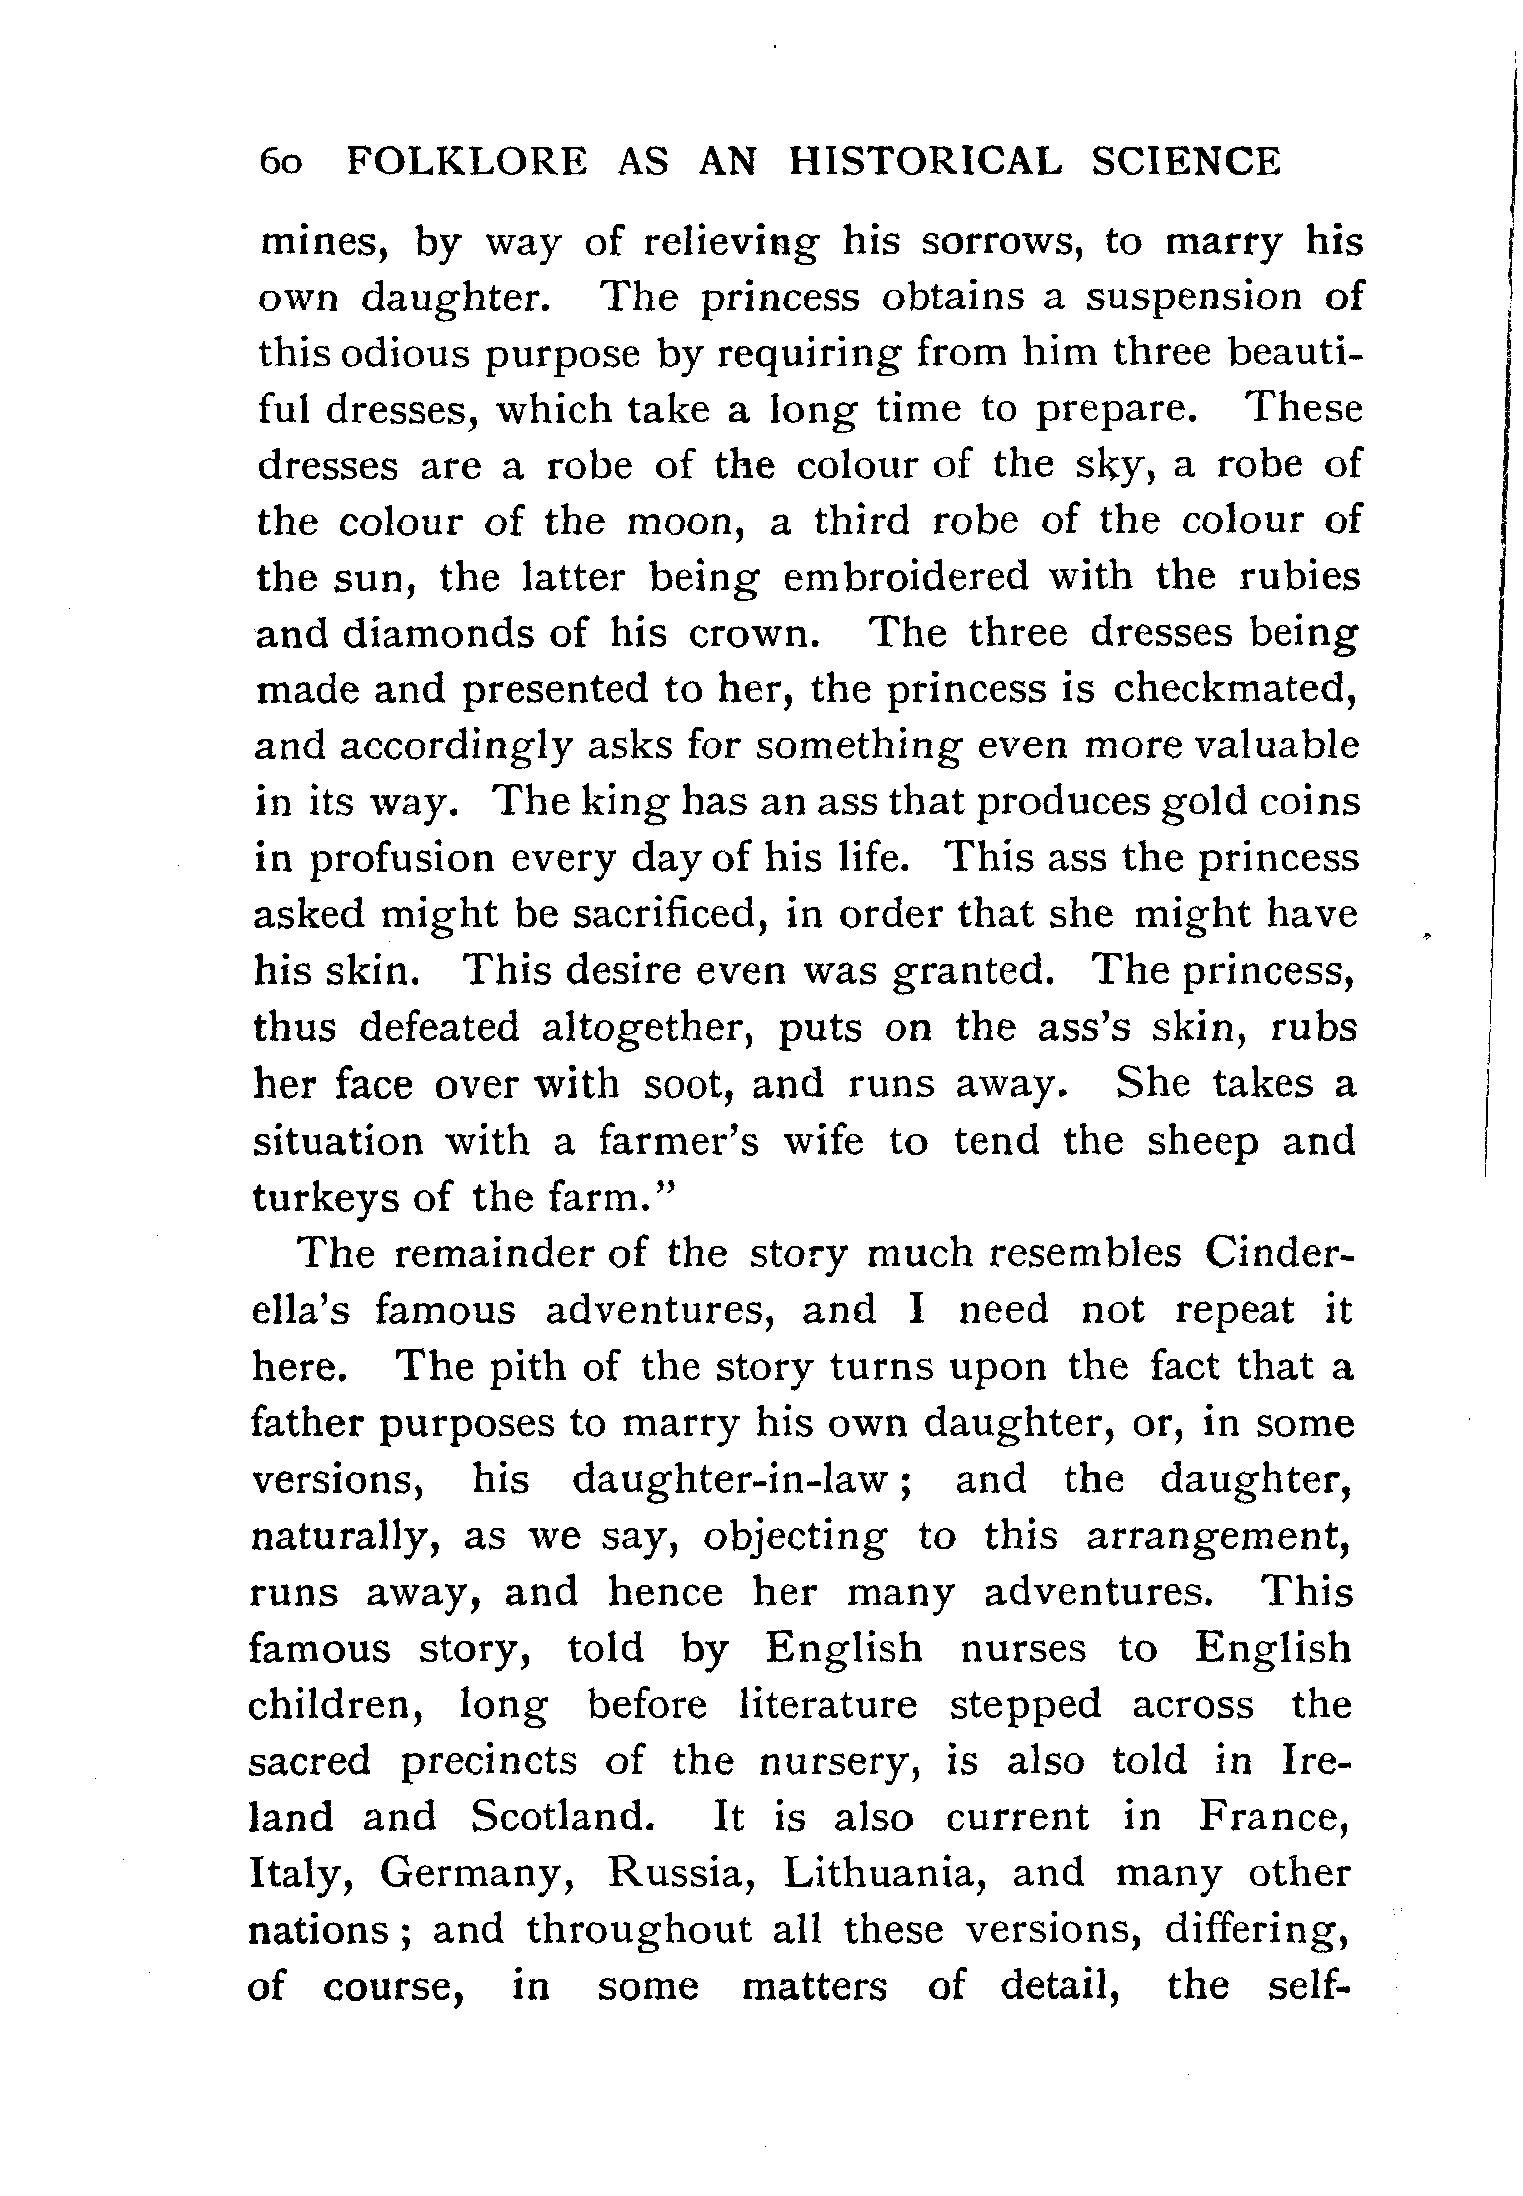 60 FOLKLORE AS AN HISTORICAL SCIENCE
mines, by way of relieving his sorrows, to marry his
own daughter. The princess obtains a suspension of
this odious purpose by requiring from him three beauti-
ful dresses, which take a long time to prepare. These
dresses are a robe of the colour of the sky, a robe of
the colour of the moon, a third robe of the colour of
the sun, the latter being embroidered with the rubies
and diamonds of his crown. The three dresses being
made and presented to her, the princess is checkmated,
and accordingly asks for something even more valuable
in its way. The king has an ass that produces gold coins
in profusion every day of his life. This ass the princess
asked might be sacrificed, in order that she might have
his skin. This desire even was granted. The princess,
thus defeated altogether, puts on the ass's skin, rubs
her face over with soot, and runs away. She takes a
situation with a farmer's wife to tend the sheep and
turkeys of the farm."
The remainder of the story much resembles Cinder-
ella's famous adventures, and I need not repeat it
here. The pith of the story turns upon the fact that a
father purposes to marry his own daughter, or, in some
versions, his daughter-in-law; and the daughter,
naturally, as we say, objecting to this arrangement,
runs away, and hence her many adventures. This
famous story, told by English nurses to English
children, long before literature stepped across the
sacred precincts of the nursery, is also told in Ire-
land and Scotland. It is also current in France,
Italy, Germany, Russia, Lithuania, and many other
nations; and throughout all these versions, differing,
of course, in some matters of detail, the self-